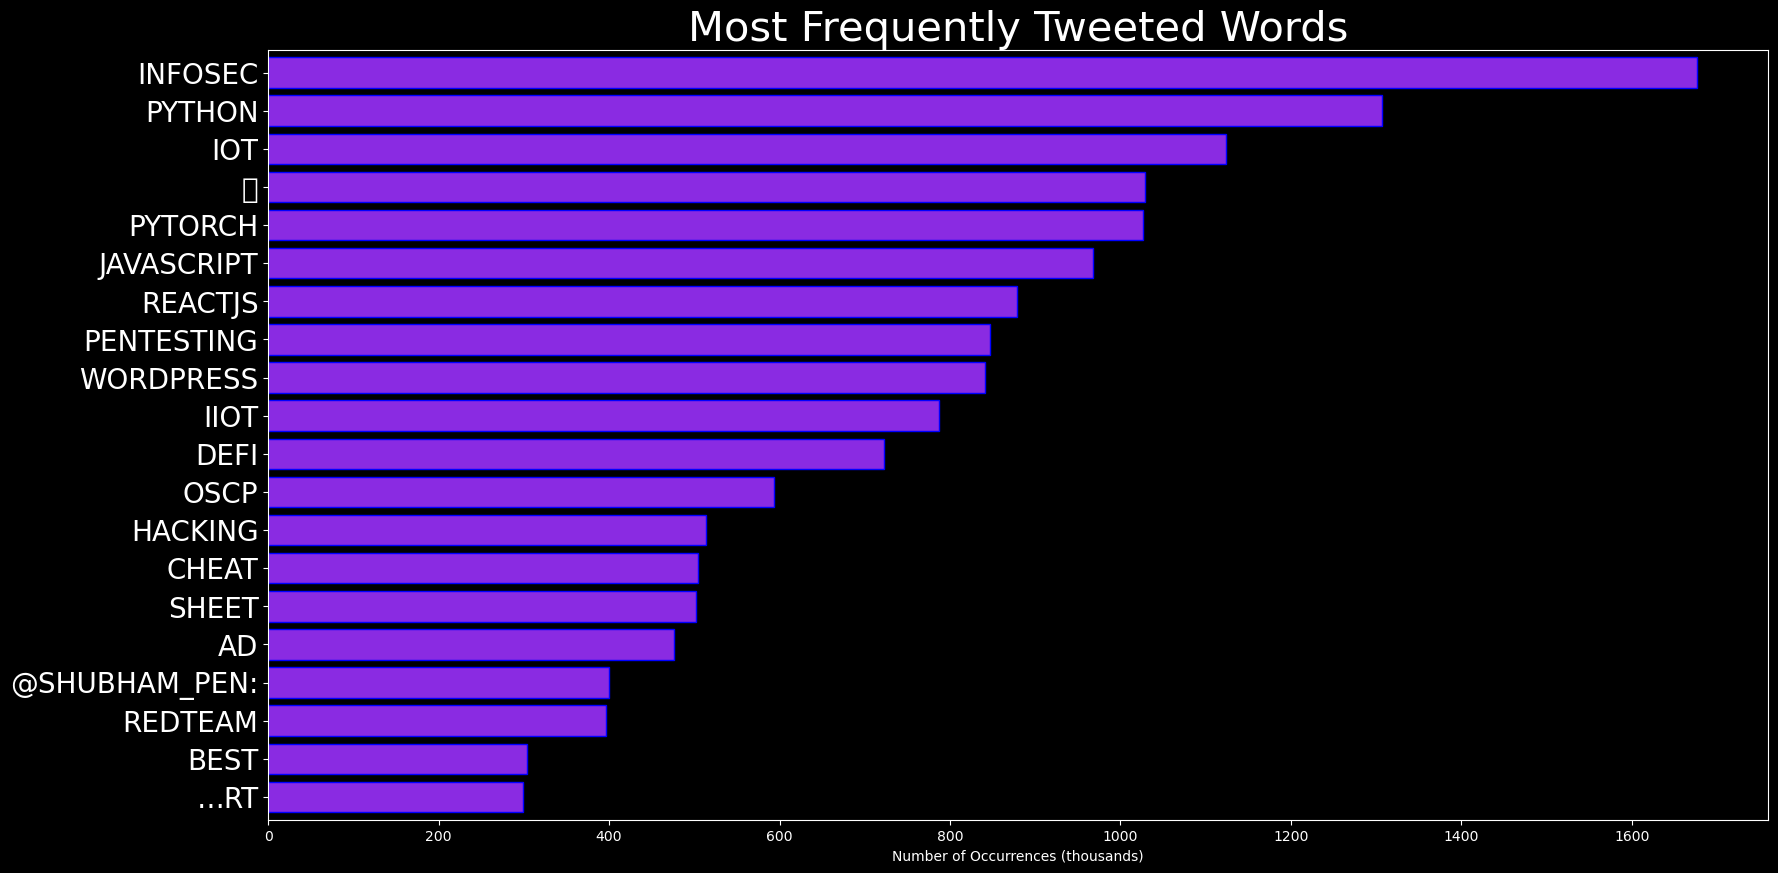 Most Frequently Tweeted Words
INFOSEC
PYTHON
IOT
PYTORCH
JAVASCRIPT
REACTJS
PENTESTING
WORDPRESS
IIOT
DEFI
OSCP
HACKING
CHEAT
SHEET
AD
@SHUBHAM_PEN:
REDTEAM
BEST
…RT
0 200 400 600 800 1000 1200 1400 1600
Number of Occurrences (thousands)